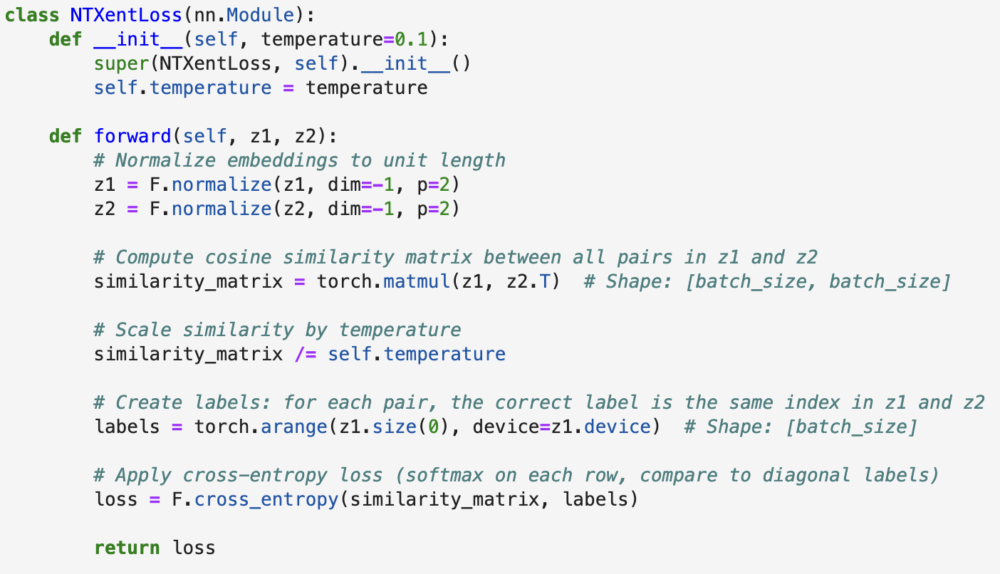 class NTXentLoss(nn.Module):
    def __init__(self, temperature=0.1):
        super(NTXentLoss, self).__init__()
        self.temperature = temperature

    def forward(self, z1, z2):
        # Normalize embeddings to unit length
        z1 = F.normalize(z1, dim=-1, p=2)
        z2 = F.normalize(z2, dim=-1, p=2)

        # Compute cosine similarity matrix between all pairs in z1 and z2
        similarity_matrix = torch.matmul(z1, z2.T)  # Shape: [batch_size, batch_size]

        # Scale similarity by temperature
        similarity_matrix /= self.temperature

        # Create labels: for each pair, the correct label is the same index in z1 and z2
        labels = torch.arange(z1.size(0), device=z1.device)  # Shape: [batch_size]

        # Apply cross-entropy loss (softmax on each row, compare to diagonal labels)
        loss = F.cross_entropy(similarity_matrix, labels)

        return loss